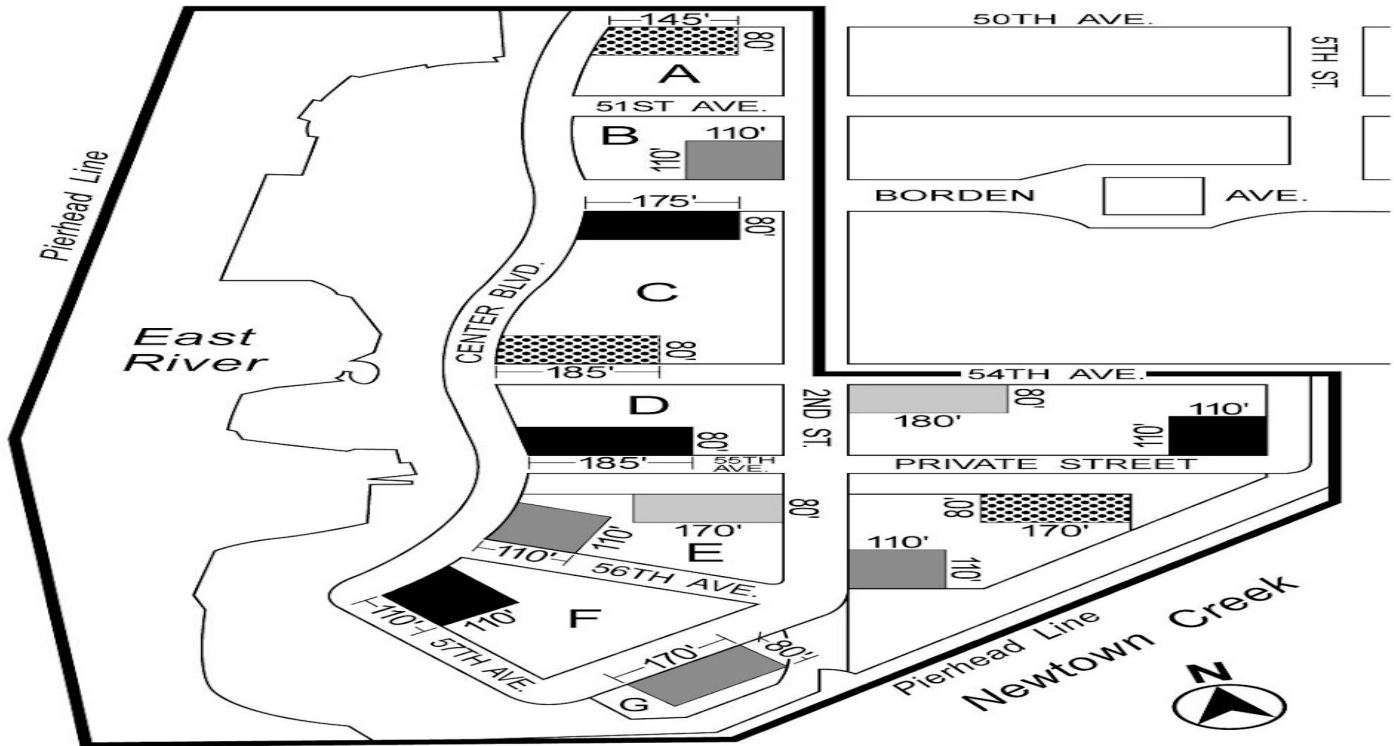 145'
50TH AVE.
80'
5TH ST.
A
51ST AVE.
B
110'
110'
Pierhead Line
BORDEN
AVE.
175'
80'
CENTER BLVD.
C
East
River
80'
185'
54TH AVE.
D
2ND ST.
80'
180'
110'
110'
80'
185'
55TH
AVE.
PRIVATE STREET
80'
170'
80'
170'
110'
110'
E
110'
110'
56TH AVE.
F
110'
110'
57TH AVE.
170'
80'
G
Pierhead Line
Newtown Creek
N